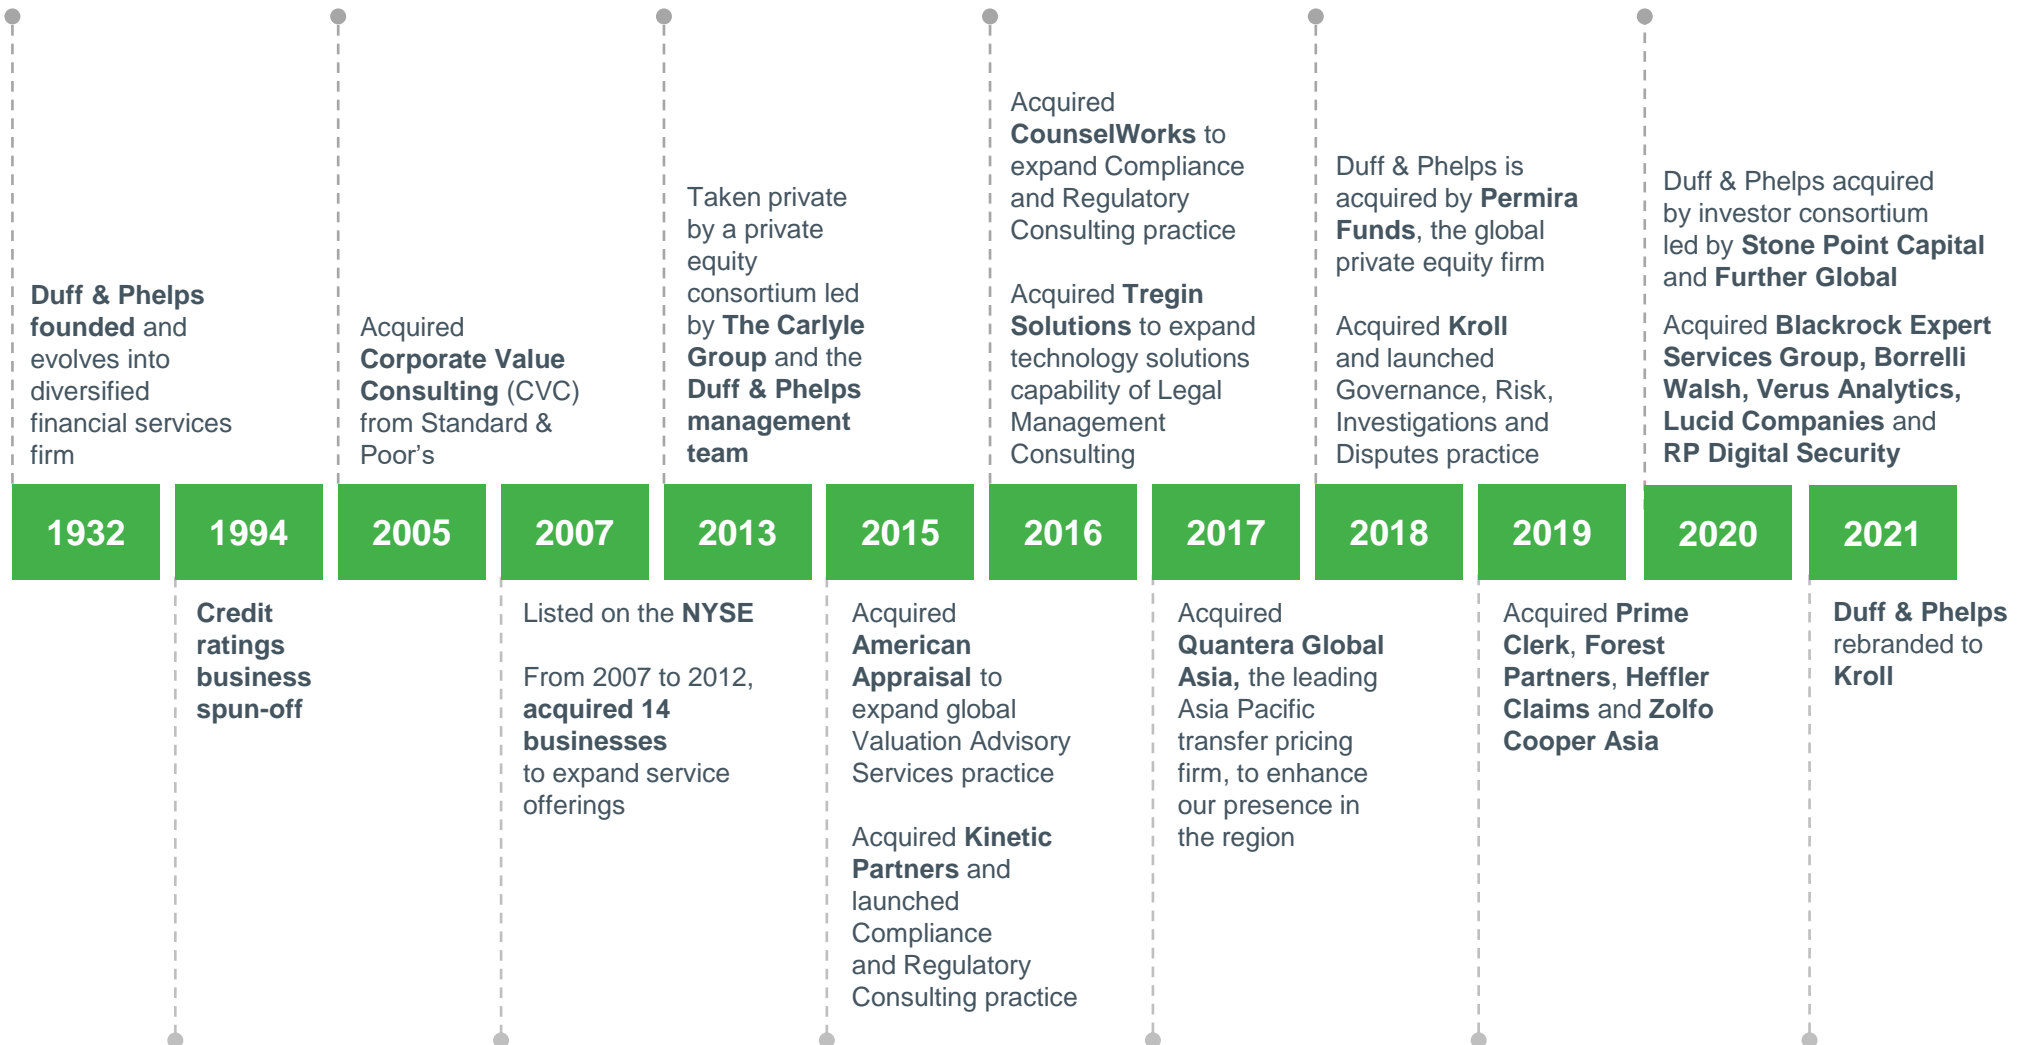 Duff & Phelps
founded and
evolves into
diversified
financial services
firm
Acquired
Corporate Value
Consulting (CVC)
from Standard &
Poor’s
Taken private
by a private
equity
consortium led
by The Carlyle
Group and the
Duff & Phelps
management
team
Acquired
CounselWorks to
expand Compliance
and Regulatory
Consulting practice
Acquired Tregin
Solutions to expand
technology solutions
capability of Legal
Management
Consulting
Duff & Phelps is
acquired by Permira
Funds, the global
private equity firm
Acquired Kroll
and launched
Governance, Risk,
Investigations and
Disputes practice
Duff & Phelps acquired
by investor consortium
led by Stone Point Capital
and Further Global
Acquired Blackrock Expert
Services Group, Borrelli
Walsh, Verus Analytics,
Lucid Companies and
RP Digital Security
1932 1994 2005 2007 2013 2015 2016 2017 2018 2019 2020 2021
Credit
ratings
business
spun-off
Listed on the NYSE
From 2007 to 2012,
acquired 14
businesses
to expand service
offerings
Acquired
American
Appraisal to
expand global
Valuation Advisory
Services practice
Acquired Kinetic
Partners and
launched
Compliance
and Regulatory
Consulting practice
Acquired
Quantera Global
Asia, the leading
Asia Pacific
transfer pricing
firm, to enhance
our presence in
the region
Acquired Prime
Clerk, Forest
Partners, Heffler
Claims and Zolfo
Cooper Asia
Duff & Phelps
rebranded to
Kroll